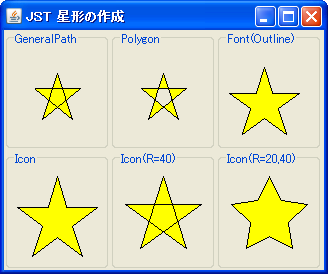 JST 星形の作成
GeneralPath
Polygon
Font(Outline)
Icon
Icon(R=40)
Icon(R=20,40)